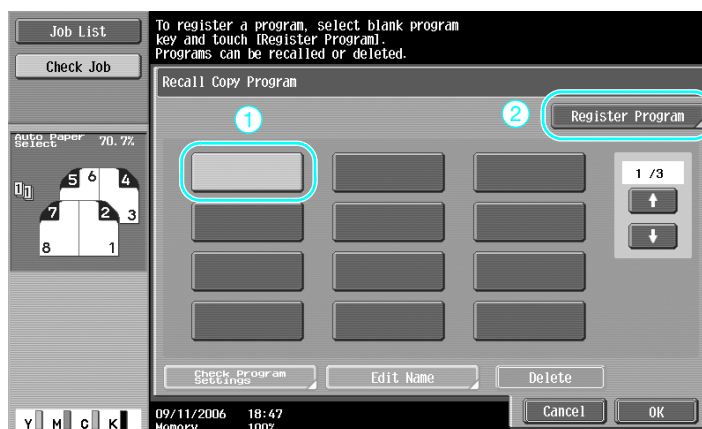 Job List
Check Job
To register a program, select blank program
key and touch [Register Program].
Programs can be recalled or deleted.
Recall Copy Program
1
2
Register Program
Auto Paper
Select
70.7%
1 /3
5 6 4
7 2 3
8 1
Check Program
Settings
Edit Name
Delete
Y M C K
09/11/2006 18:47
Memory 100%
Cancel
OK